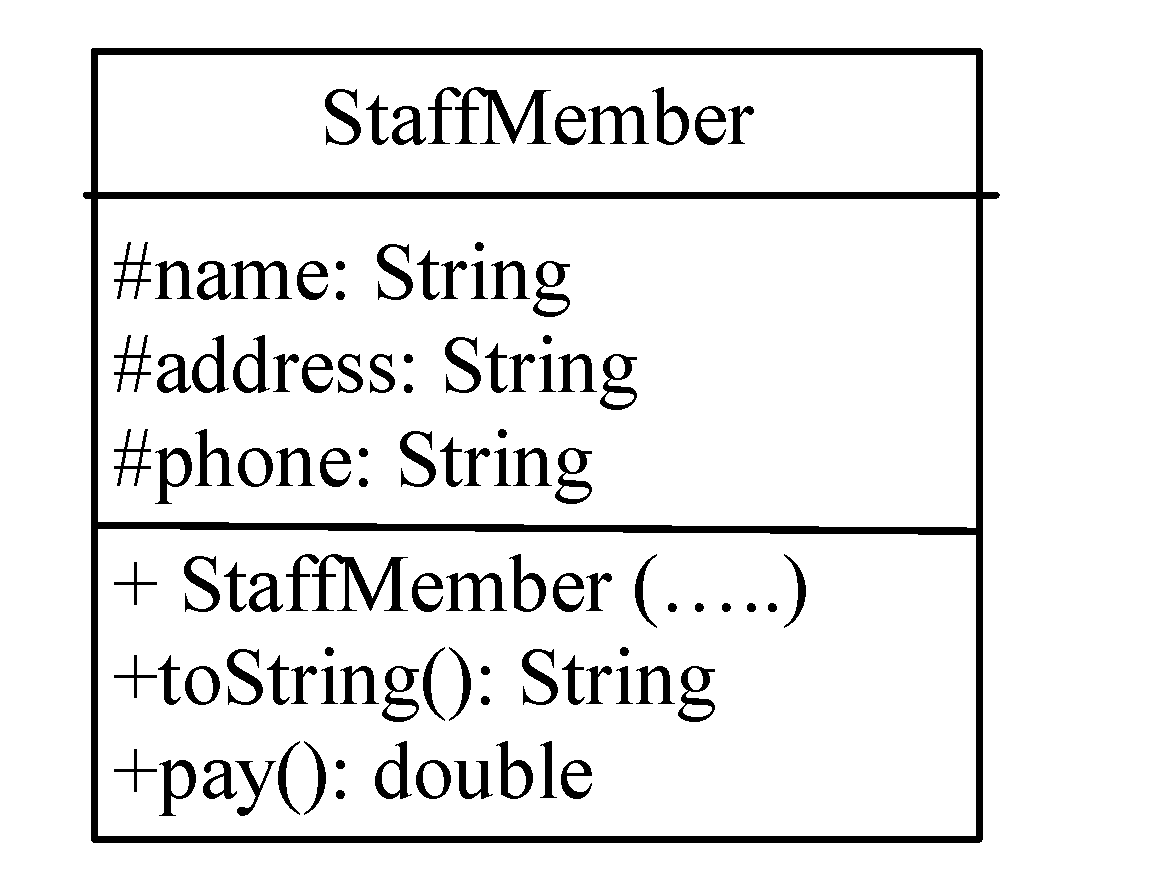 StaffMember
#name: String
#address: String
#phone: String
+ StaffMember (…..)
+toString(): String
+pay(): double